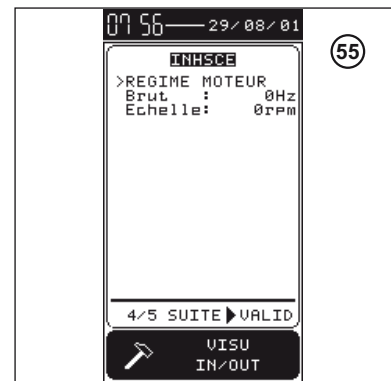 07 56 29/08/01
INHSCE
>REGIME MOTEUR
Brut : 0Hz
Echelle: 0rpm
4/5 SUITE▶VALID
VISU
IN/OUT
55